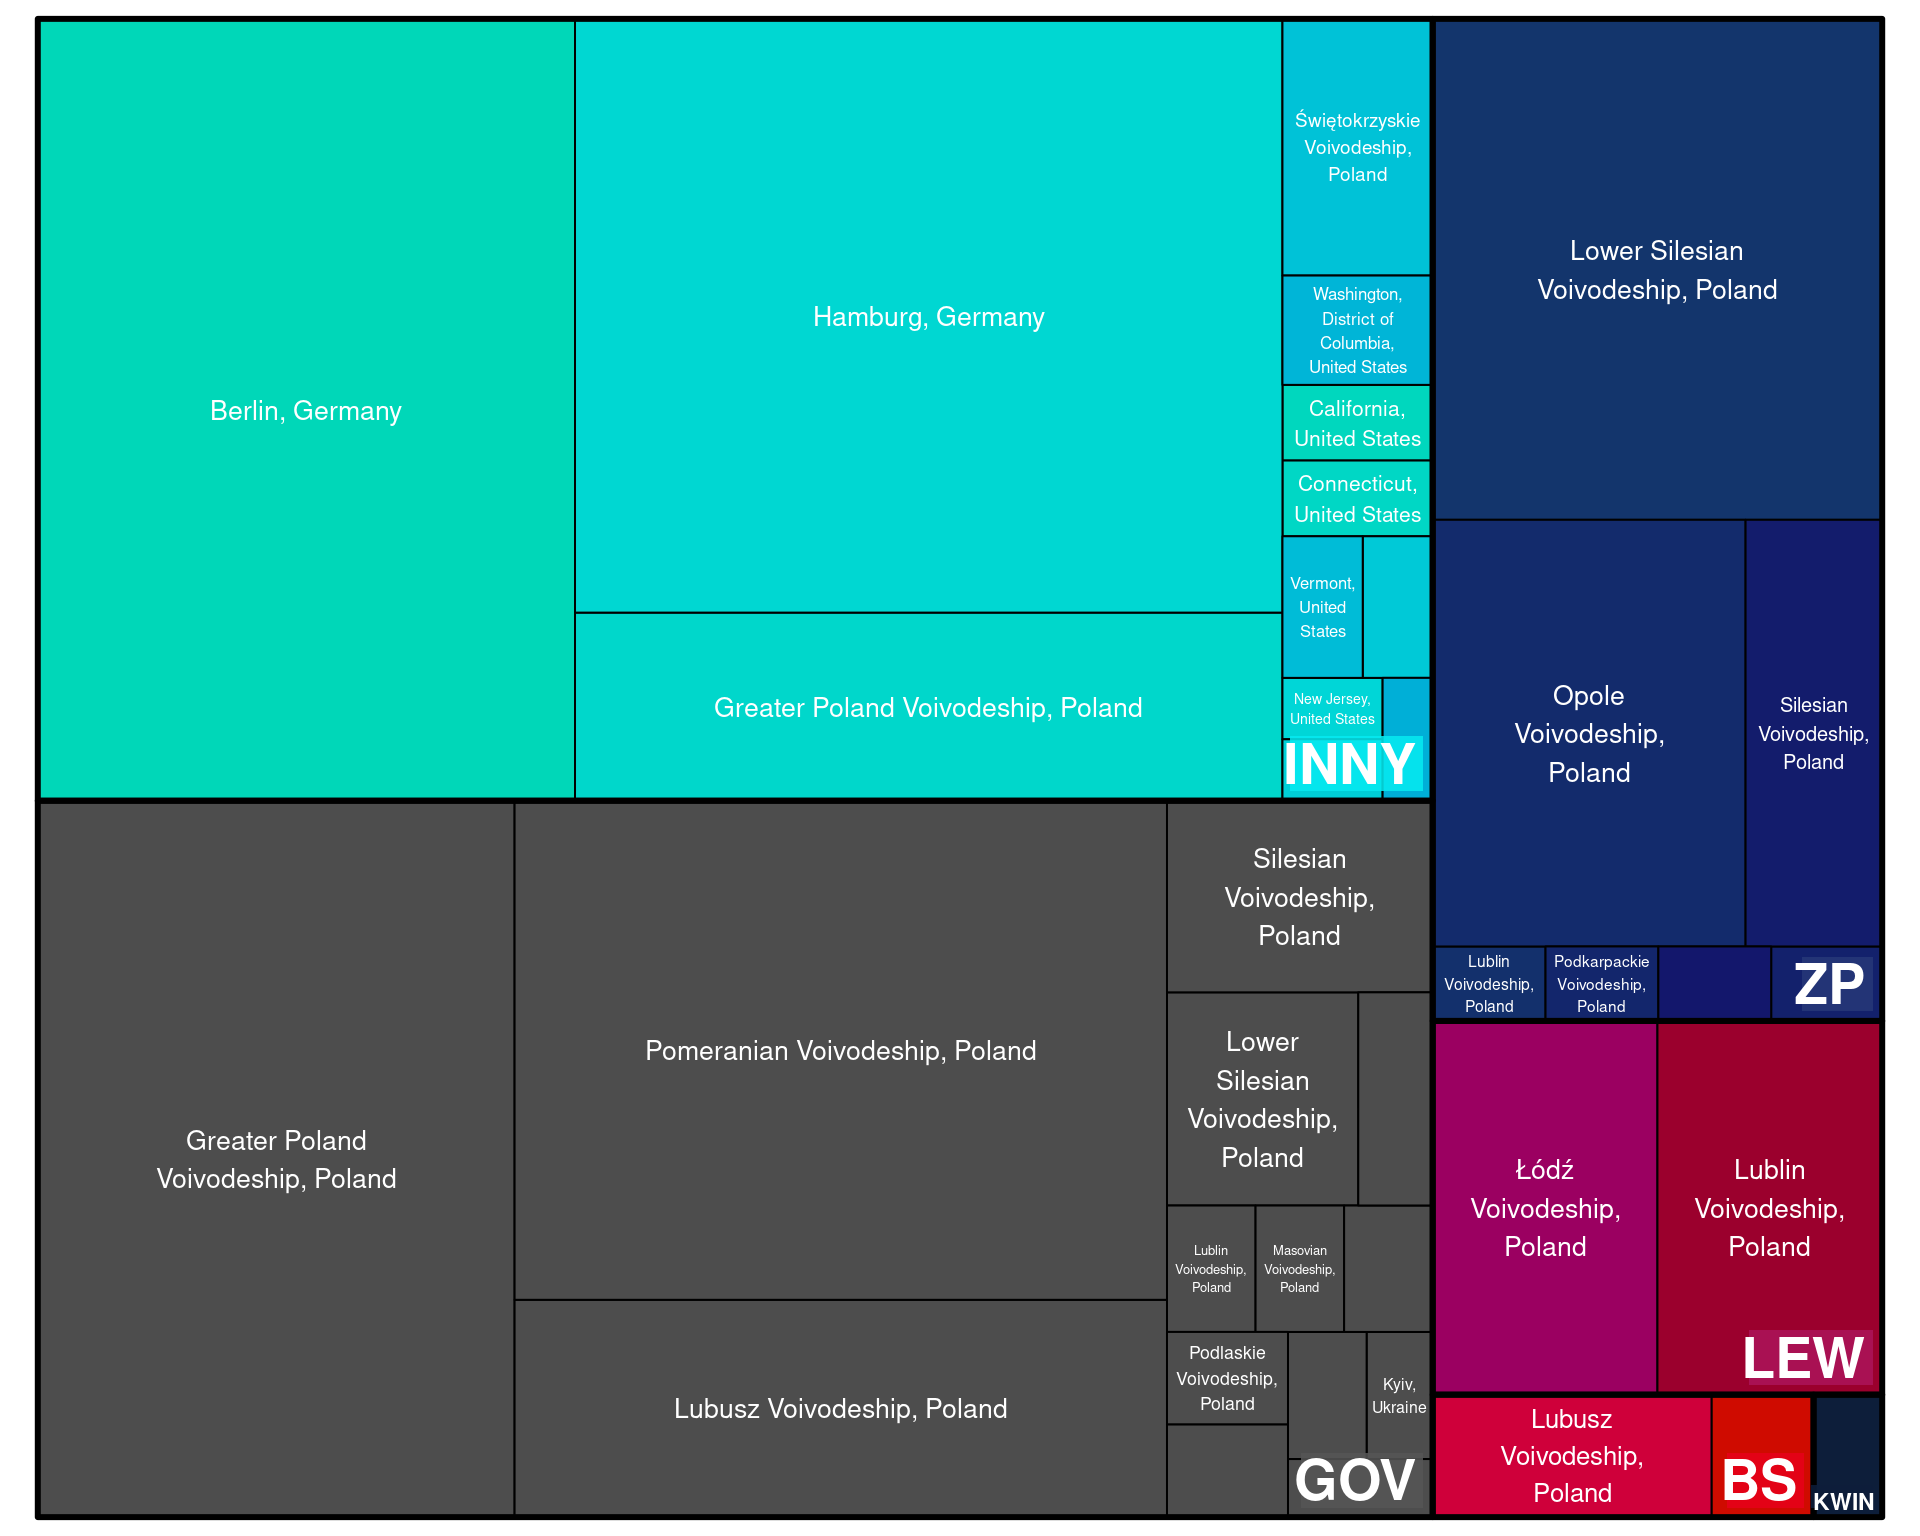 Berlin, Germany
Hamburg, Germany
Greater Poland Voivodeship, Poland
Świętokrzyskie
Voivodeship,
Poland
Washington,
District of
Columbia,
United States
California,
United States
Connecticut,
United States
Vermont,
United
States
New Jersey,
United States
INNY
Greater Poland
Voivodeship, Poland
Pomeranian Voivodeship, Poland
Lubusz Voivodeship, Poland
Silesian
Voivodeship,
Poland
Lower
Silesian
Voivodeship,
Poland
Lublin
Voivodeship,
Poland
Masovian
Voivodeship,
Poland
Podlaskie
Voivodeship,
Poland
Kyiv,
Ukraine
GOV
Lower Silesian
Voivodeship, Poland
Opole
Voivodeship,
Poland
Silesian
Voivodeship,
Poland
Lublin
Voivodeship,
Poland
Podkarpackie
Voivodeship,
Poland
ZP
Łódź
Voivodeship,
Poland
Lublin
Voivodeship,
Poland
LEW
Lubusz
Voivodeship,
Poland
BS
KWIN